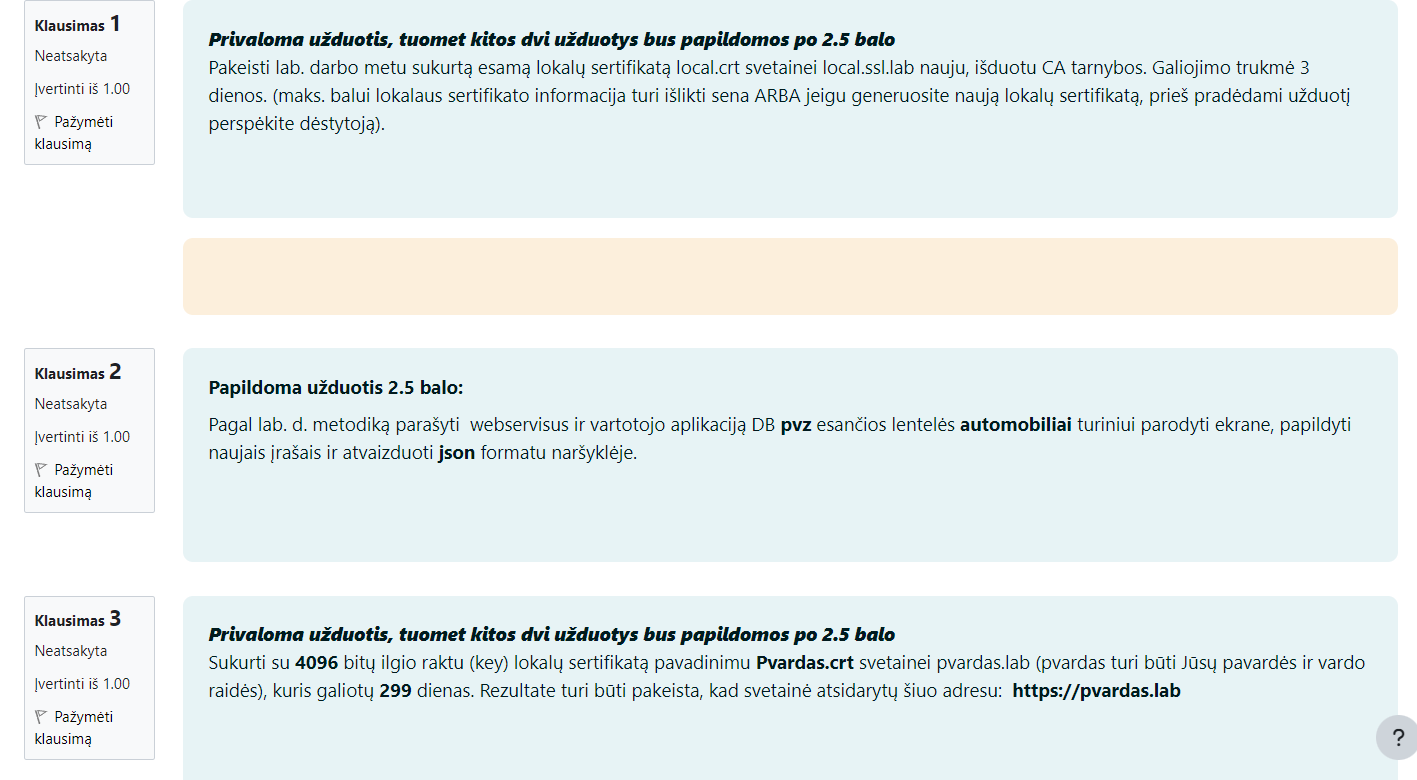 Klausimas 1
Neatsakyta
Įvertinti iš 1.00
Pažymėti
klausimą
Privaloma užduotis, tuomet kitos dvi užduotys bus papildomos po 2.5 balo
Pakeisti lab. darbo metu sukurtą esamą lokalų sertifikatą local.crt svetainei local.ssl.lab nauju, išduotu CA tarnybos. Galiojimo trukmė 3
dienos. (maks. balui lokalaus sertifikato informacija turi išlikti sena ARBA jeigu generuosite naują lokalų sertifikatą, prieš pradėdami užduotį
perspėkite dėstytoją).
Klausimas 2
Neatsakyta
Įvertinti iš 1.00
Pažymėti
klausimą
Papildoma užduotis 2.5 balo:
Pagal lab. d. metodiką parašyti webservisus ir vartotojo aplikaciją DB pvz esančios lentelės automobiliai turiniui parodyti ekrane, papildyti
naujais įrašais ir atvaizduoti json formatu naršyklėje.
Klausimas 3
Neatsakyta
Įvertinti iš 1.00
Pažymėti
klausimą
Privaloma užduotis, tuomet kitos dvi užduotys bus papildomos po 2.5 balo
Sukurti su 4096 bitų ilgio raktu (key) lokalų sertifikatą pavadinimu Pvardas.crt svetainei pvardas.lab (pvardas turi būti Jūsų pavardės ir vardo
raidės), kuris galiotų 299 dienas. Rezultate turi būti pakeista, kad svetainė atsidarytų šiuo adresu: https://pvardas.lab
?